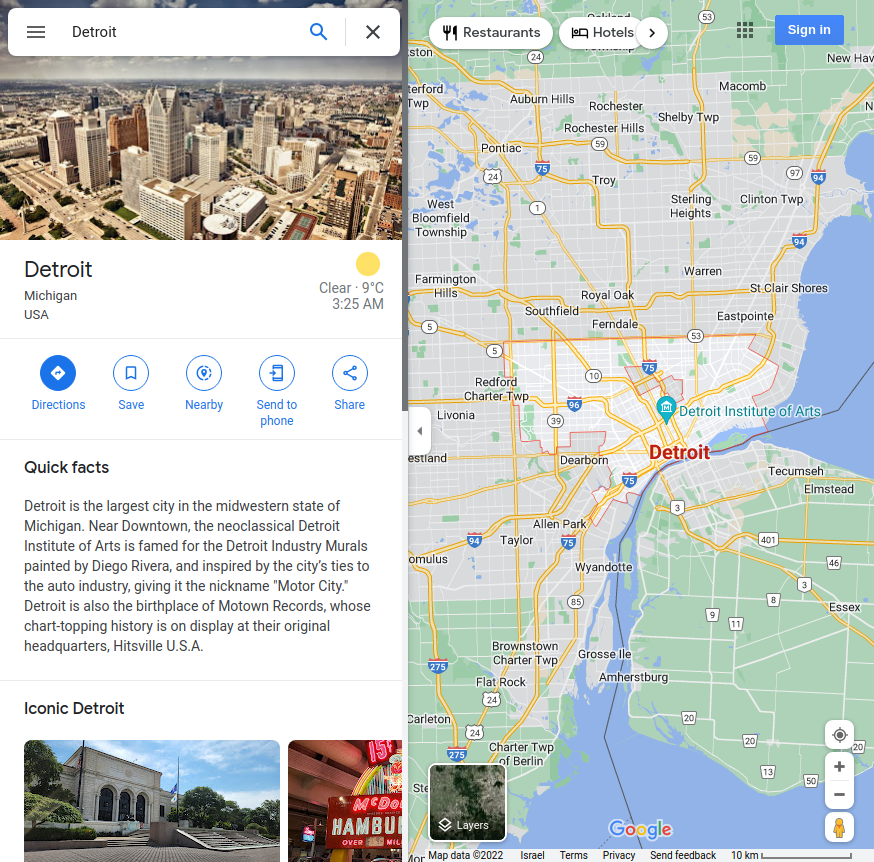 Detroit
Restaurants
Hotels
Sign in
Detroit
Michigan
USA
Clear · 9°C
3:25 AM
Directions
Save
Nearby
Send to
phone
Share
Quick facts
Detroit is the largest city in the midwestern state of
Michigan. Near Downtown, the neoclassical Detroit
Institute of Arts is famed for the Detroit Industry Murals
painted by Diego Rivera, and inspired by the city's ties to
the auto industry, giving it the nickname "Motor City."
Detroit is also the birthplace of Motown Records, whose
chart-topping history is on display at their original
headquarters, Hitsville U.S.A.
Iconic Detroit
15¢
McDo
HAMBU
OVER
MIL
53
24
New Hav
Macomb
terford
Twp
Auburn Hills
Rochester
Shelby Twp
Rochester Hills
Pontiac
59
59
75
24
97
94
Troy
West
Bloomfield
Township
1
Sterling
Heights
Clinton Twp
94
Farmington
Hills
Warren
Royal Oak
St Clair Shores
Southfield
Eastpointe
Ferndale
5
53
5
75
10
Redford
Charter Twp
96
Livonia
39
Detroit Institute of Arts
Detroit
estland
Dearborn
75
Tecumseh
Elmstead
3
Allen Park
94
Taylor
75
401
omulus
46
Wyandotte
3
85
8
9
11
Essex
Brownstown
Charter Twp
Grosse Ile
275
Flat Rock
Amherstburg
24
Carleton
20
24
20
20
275
Charter Twp
of Berlin
13
50
Layers
Google
Map data ©2022
Israel
Terms
Privacy
Send feedback
10 km